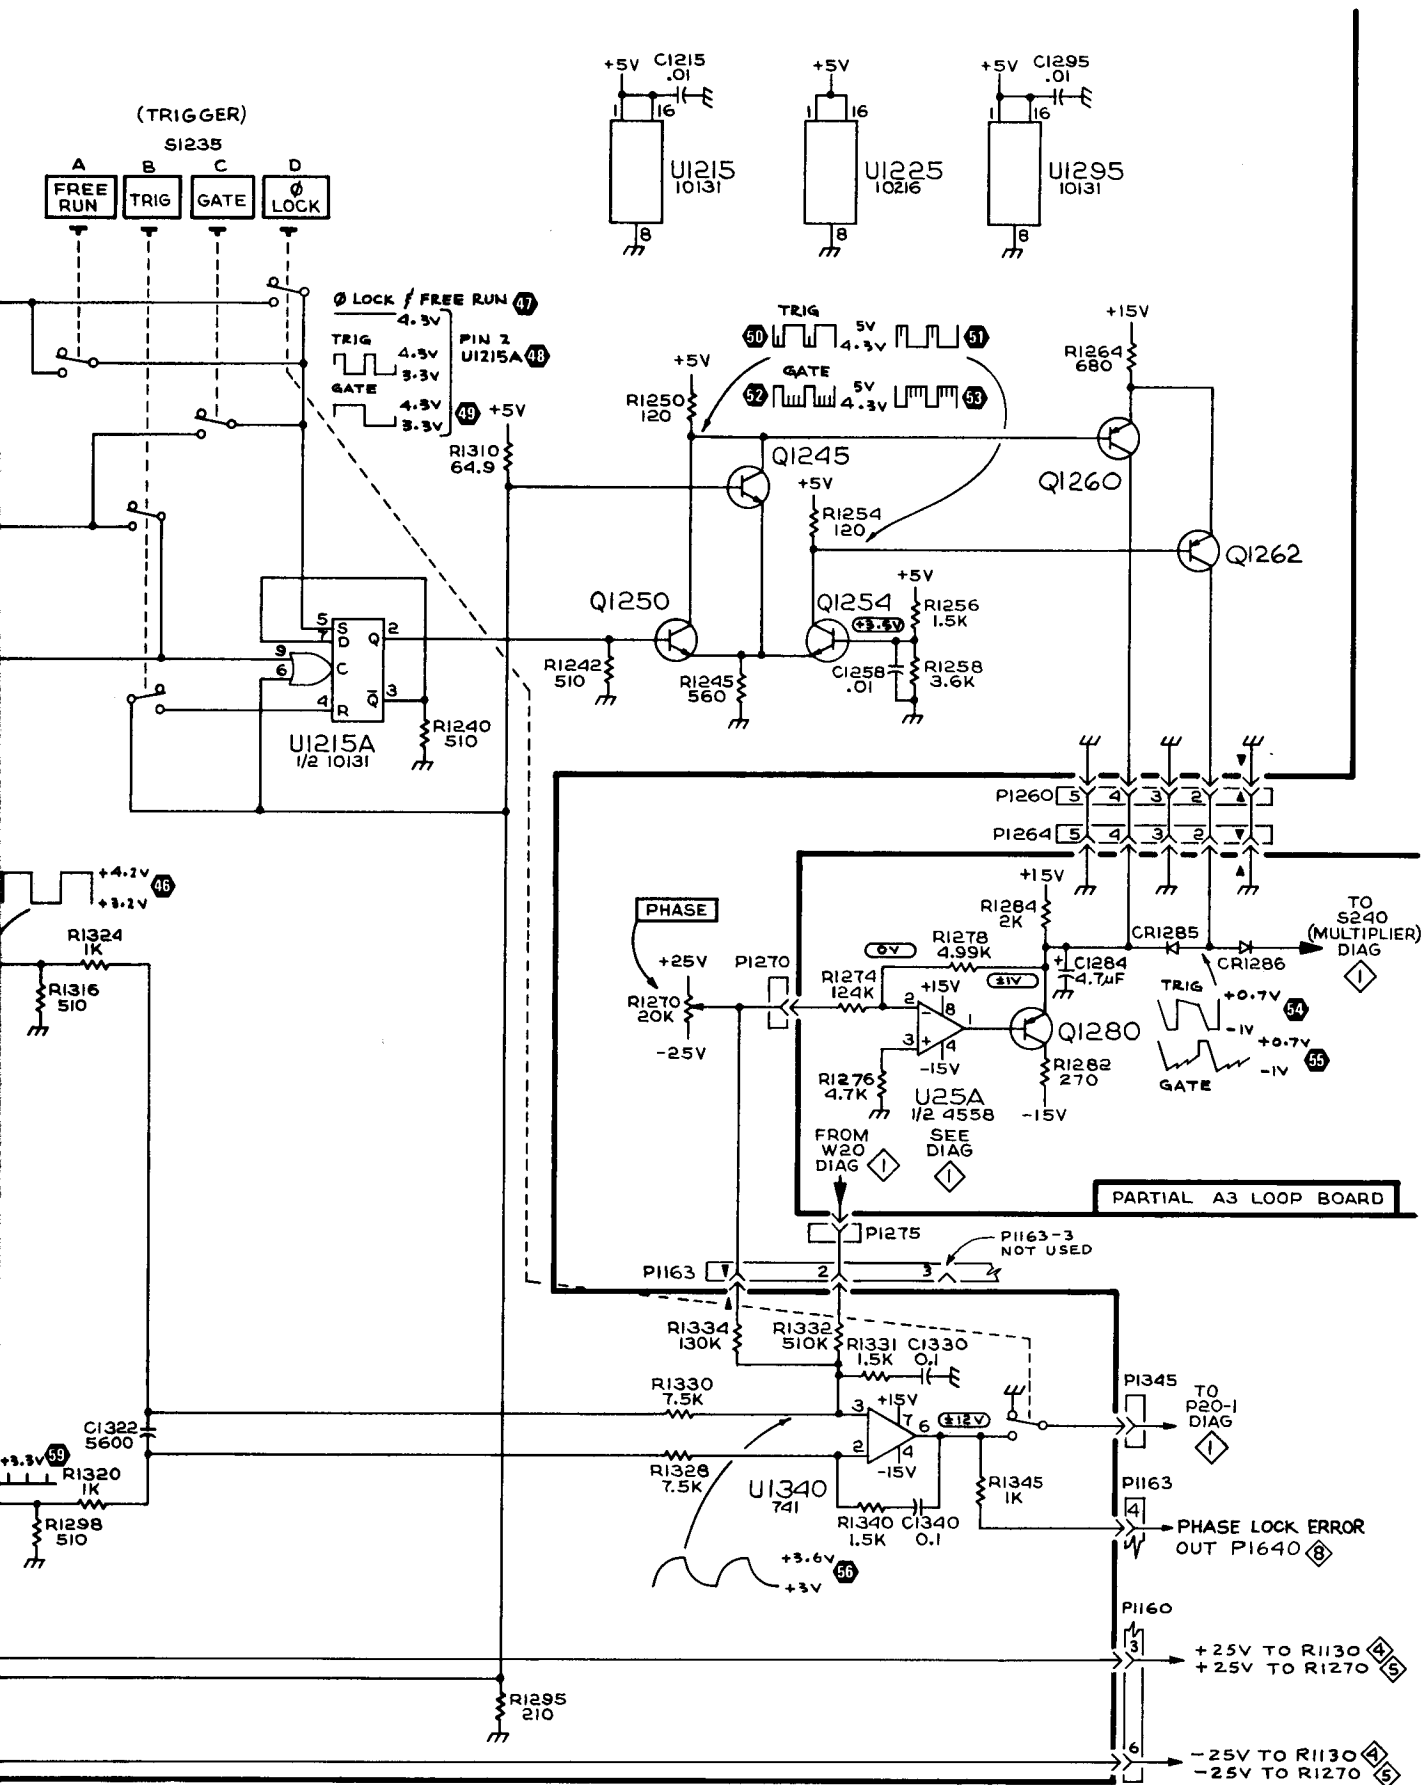 (TRIGGER)
S1235
A B C D
FREE RUN
TRIG
GATE
Ø LOCK
+5V
C1215
.01
1 16
U1215
10131
8
+5V
1 16
U1225
10216
8
+5V
C1295
.01
1 16
U1295
10131
8
Ø LOCK / FREE RUN 47
4.3V
TRIG
4.3V
3.3V
GATE
4.3V
3.3V
PIN 2
U1215A 48
49
+5V
R1310
64.9
+5V
R1250
120
TRIG
50 5V 51
4.3V
GATE
52 5V 53
4.3V
+15V
R1264
680
Q1245
Q1260
+5V
R1254
120
Q1262
Q1250
Q1254
+3.5V
+5V
R1256
1.5K
R1258
3.6K
C1258
.01
R1242
510
R1245
560
5 S
7 D
Q 2
9
6
C
Q̅ 3
4 R
U1215A
1/2 10131
R1240
510
P1260 5 4 3 2
P1264 5 4 3 2
+4.2V
+3.2V
46
R1324
1K
R1316
510
PHASE
+25V
R1270
20K
-25V
P1270
R1274
124K
0V
R1278
4.99K
±1V
+15V
R1284
2K
C1284
4.7µF
+
CR1285
CR1286
TO
S240
(MULTIPLIER)
DIAG
1
TRIG
+0.7V
-1V
54
+0.7V
-1V
55
GATE
+15V
2 - 8
3 + 4
1
-15V
Q1280
R1282
270
-15V
R1276
4.7K
U25A
1/2 4558
FROM
W20
DIAG 1
SEE
DIAG
1
PARTIAL A3 LOOP BOARD
P1275
P1163-3
NOT USED
P1163 2 3
R1334
130K
R1332
510K
R1331
1.5K
C1330
0.1
R1330
7.5K
R1328
7.5K
C1322
5600
+3.3V 59
R1320
1K
R1298
510
+15V
3 7
2 4
6
±12V
-15V
U1340
741
R1340
1.5K
C1340
0.1
R1345
1K
+3.6V
+3V
56
P1345
TO
P20-1
DIAG
1
P1163
4
PHASE LOCK ERROR
OUT P1640 8
P1160
3
+25V TO R1130 4
+25V TO R1270 5
R1295
210
6
-25V TO R1130 4
-25V TO R1270 5